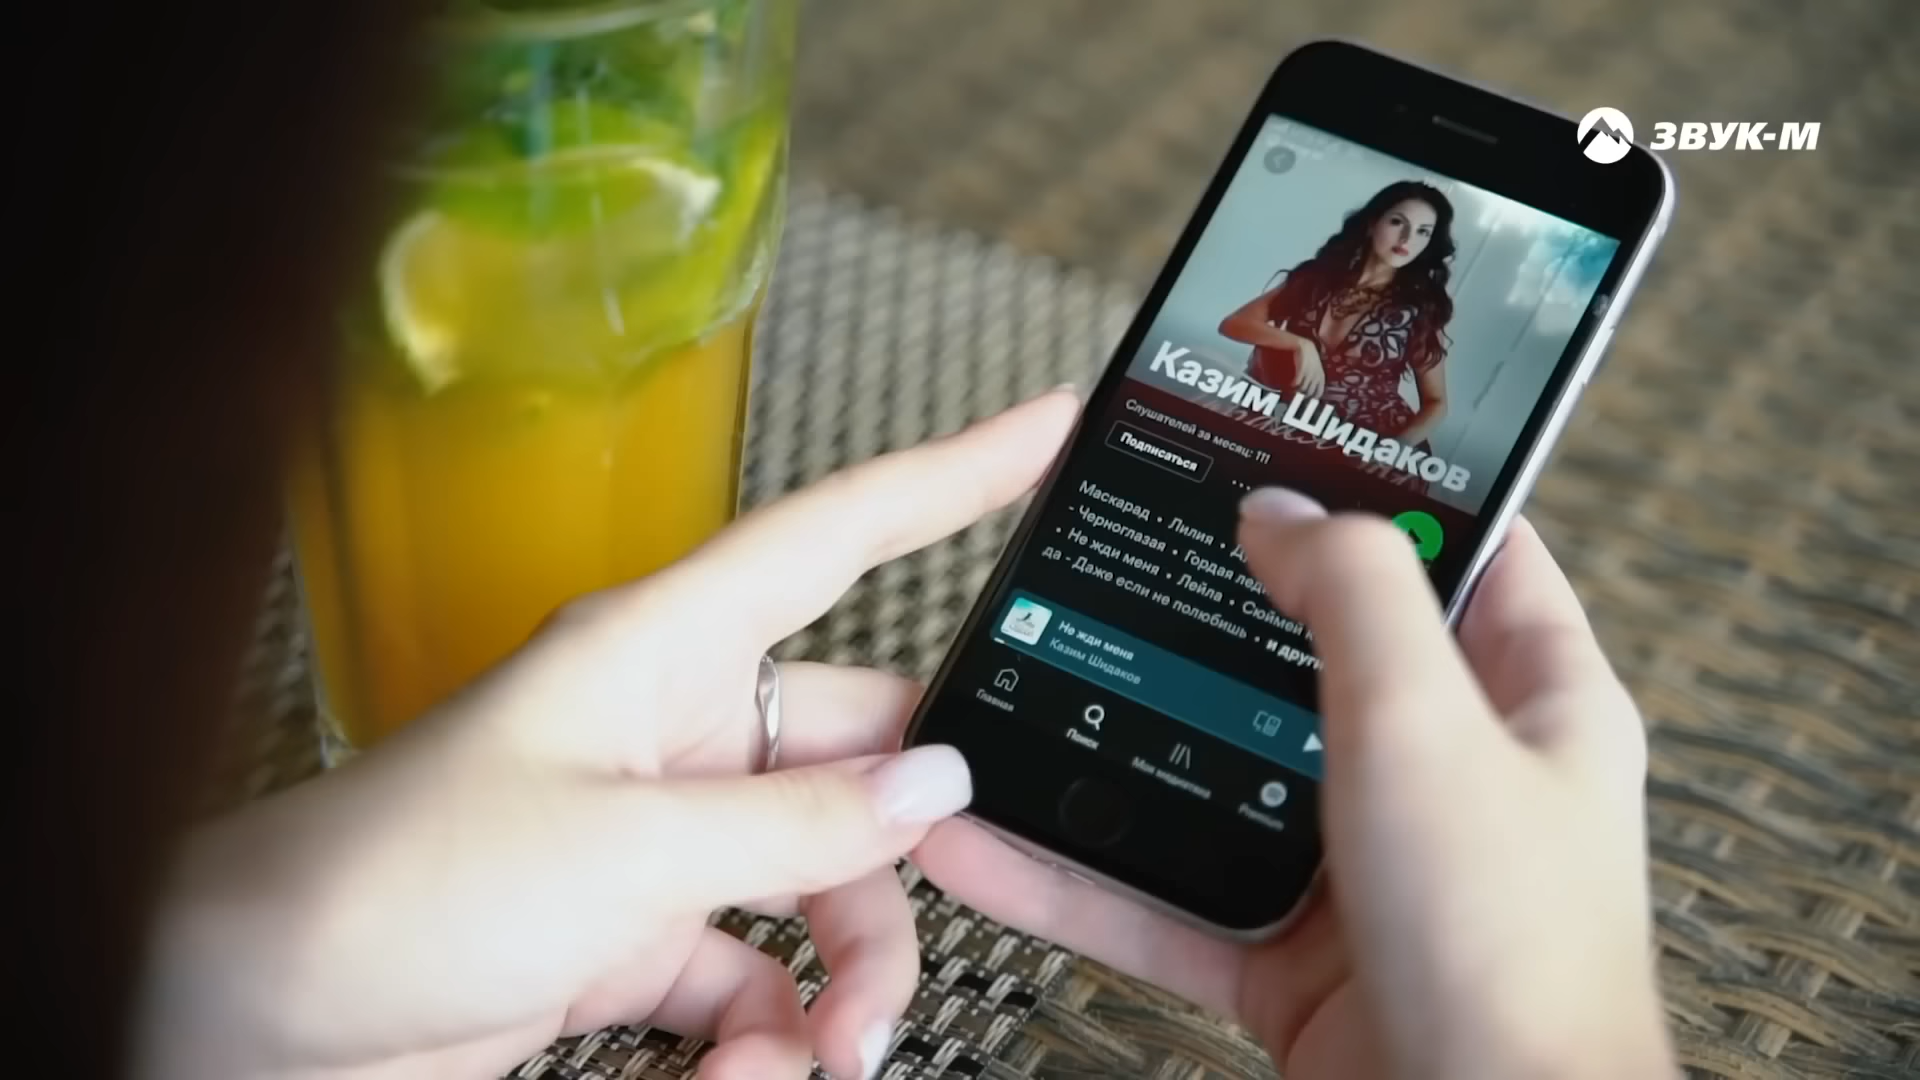 ЗВУК-М
Казим Шидаков
Слушателей за месяц: 111
Подписаться
Маскарад • Лилия •
- Черноглазая • Гордая
• Не жди меня • Лейла • Сюймей
да - Даже если не полюбишь • и други
Не жди меня
Казим Шидаков
Главная
Поиск
Моя медиатека
Premium